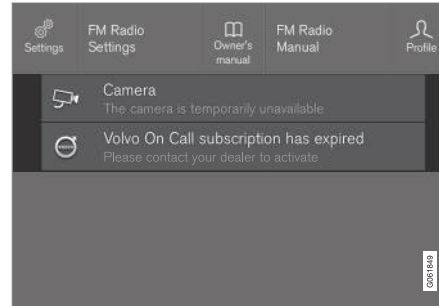 Settings
FM Radio
Settings
Owner's
manual
FM Radio
Manual
Profile
Camera
The camera is temporarily unavailable
Volvo On Call subscription has expired
Please contact your dealer to activate
G061849